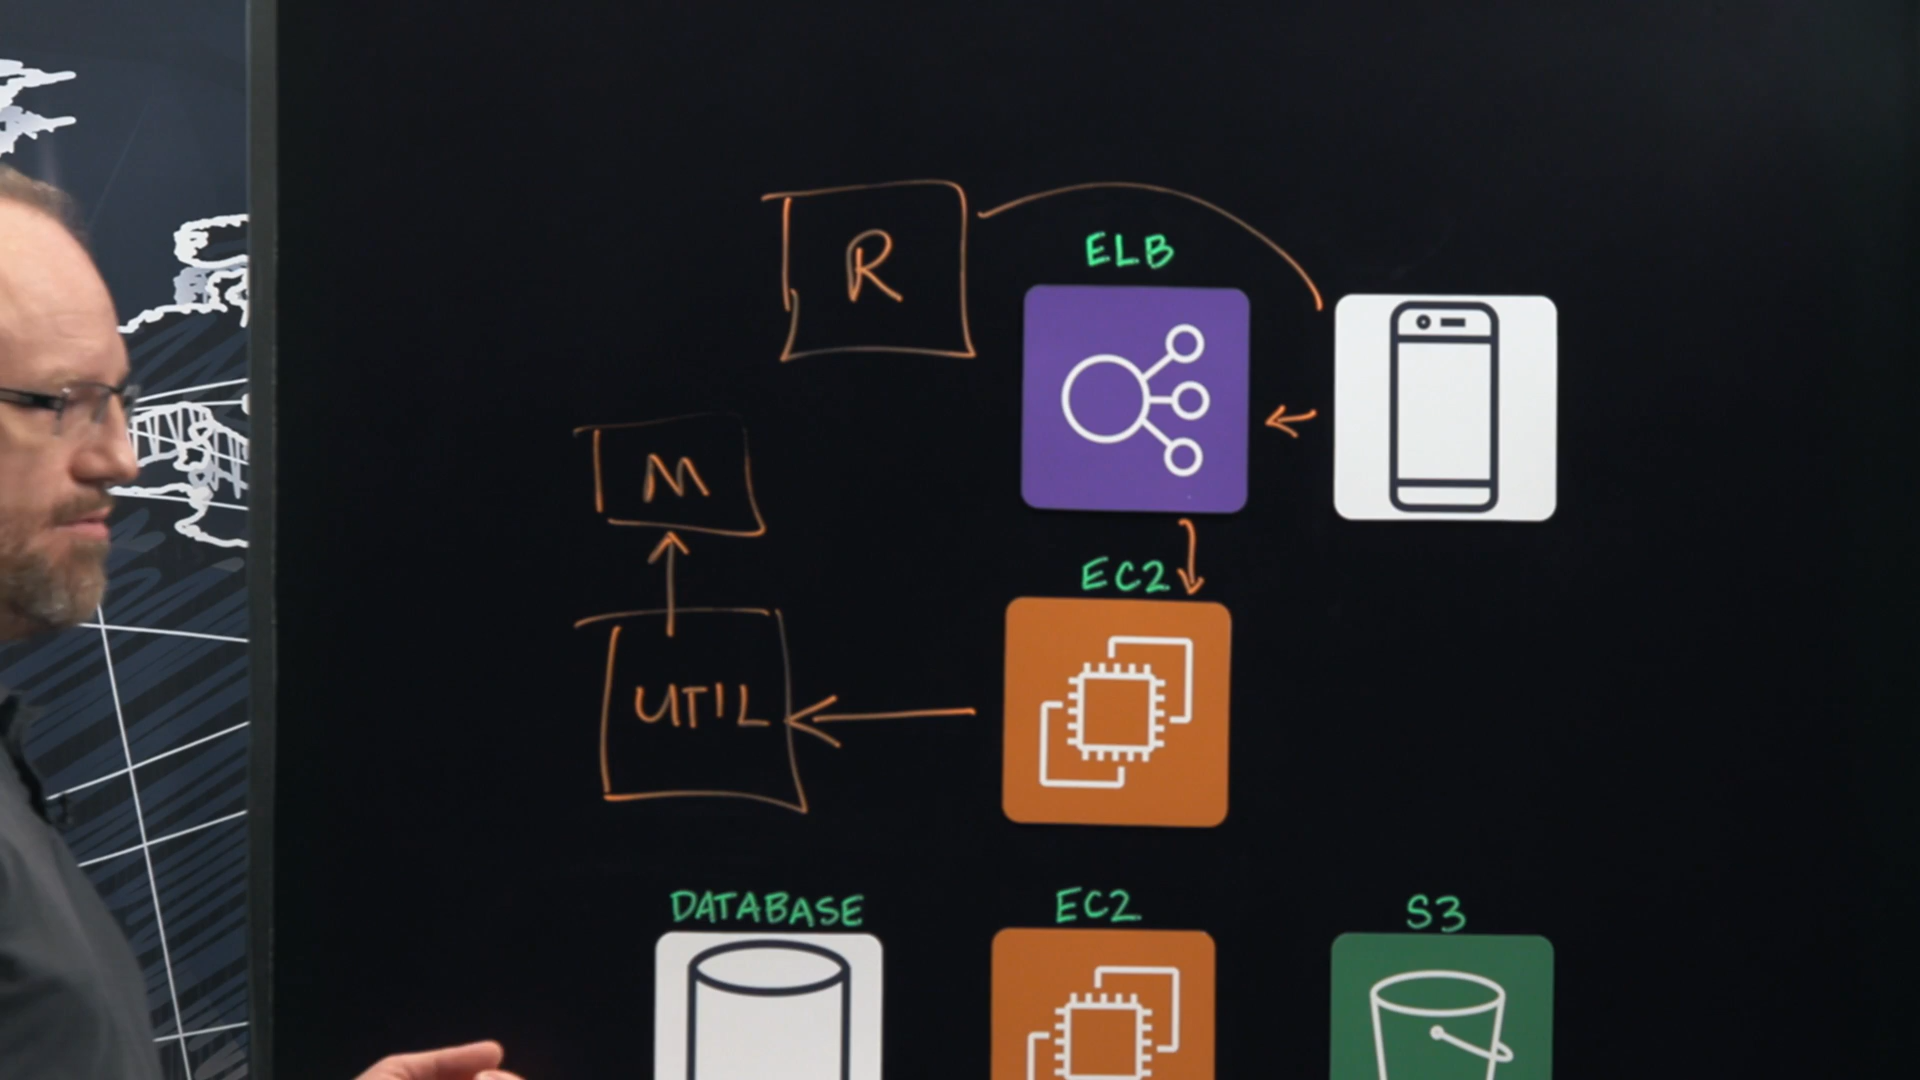 R
ELB
M
EC2
UTIL
DATABASE
EC2
S3